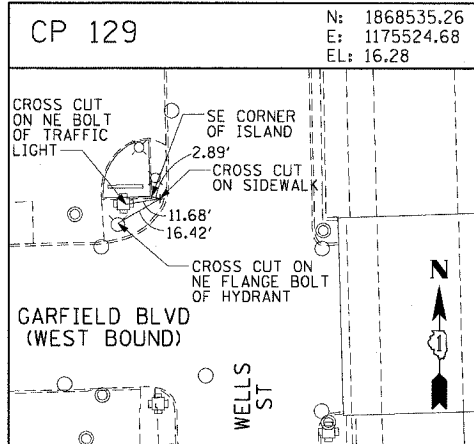 CP 129
N: 1868535.26
E: 1175524.68
EL: 16.28
CROSS CUT
ON NE BOLT
OF TRAFFIC
LIGHT
SE CORNER
OF ISLAND
2.89'
CROSS CUT
ON SIDEWALK
11.68'
16.42'
CROSS CUT ON
NE FLANGE BOLT
OF HYDRANT
GARFIELD BLVD
(WEST BOUND)
WELLS
ST
N
1